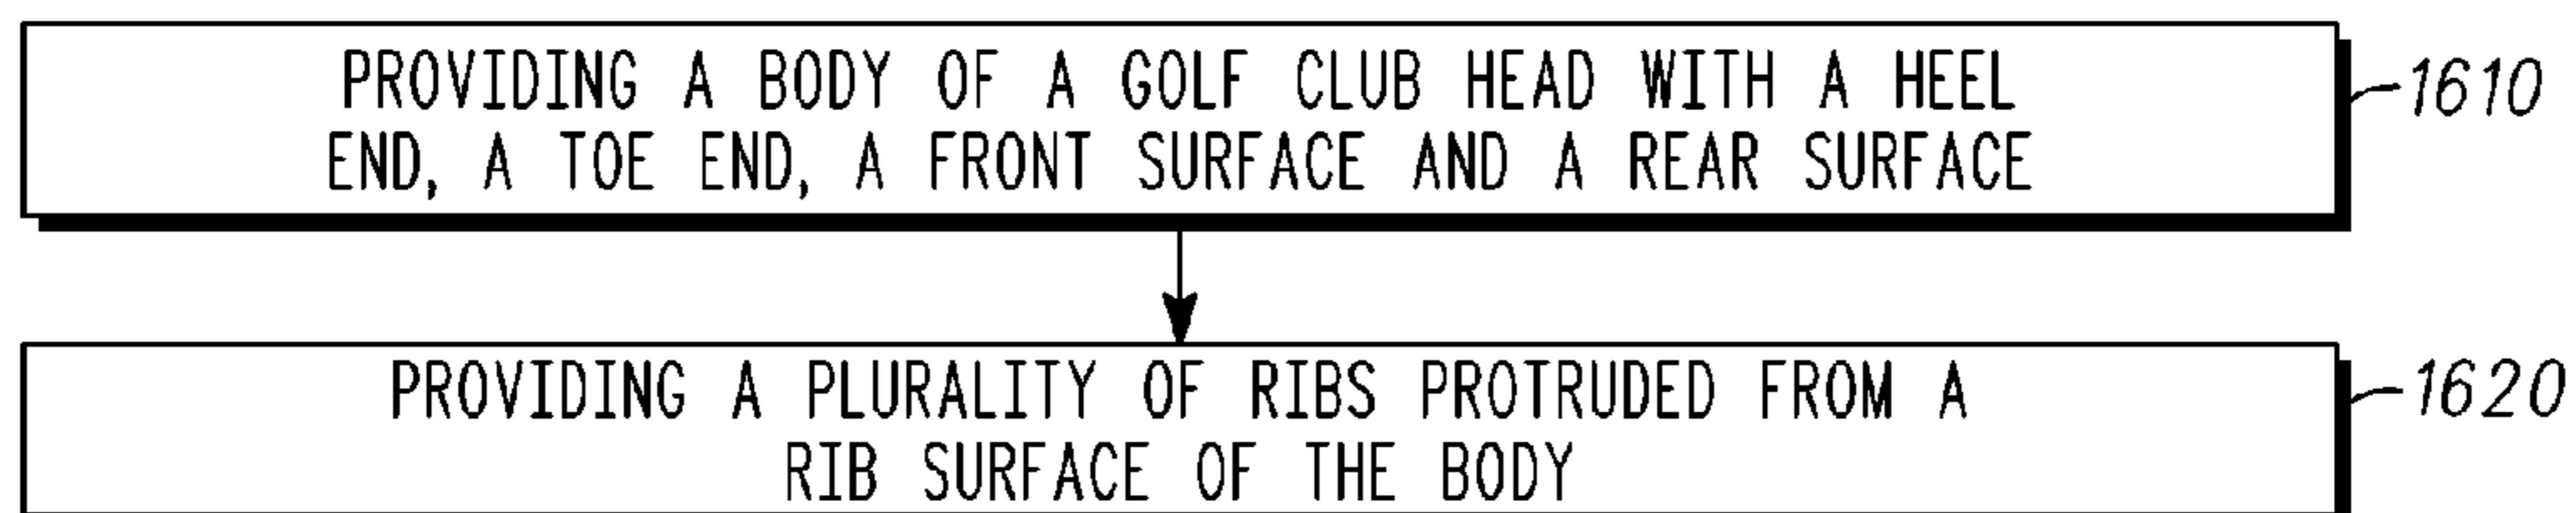 PROVIDING A BODY OF A GOLF CLUB HEAD WITH A HEEL
END, A TOE END, A FRONT SURFACE AND A REAR SURFACE
1610
PROVIDING A PLURALITY OF RIBS PROTRUDED FROM A
RIB SURFACE OF THE BODY
1620